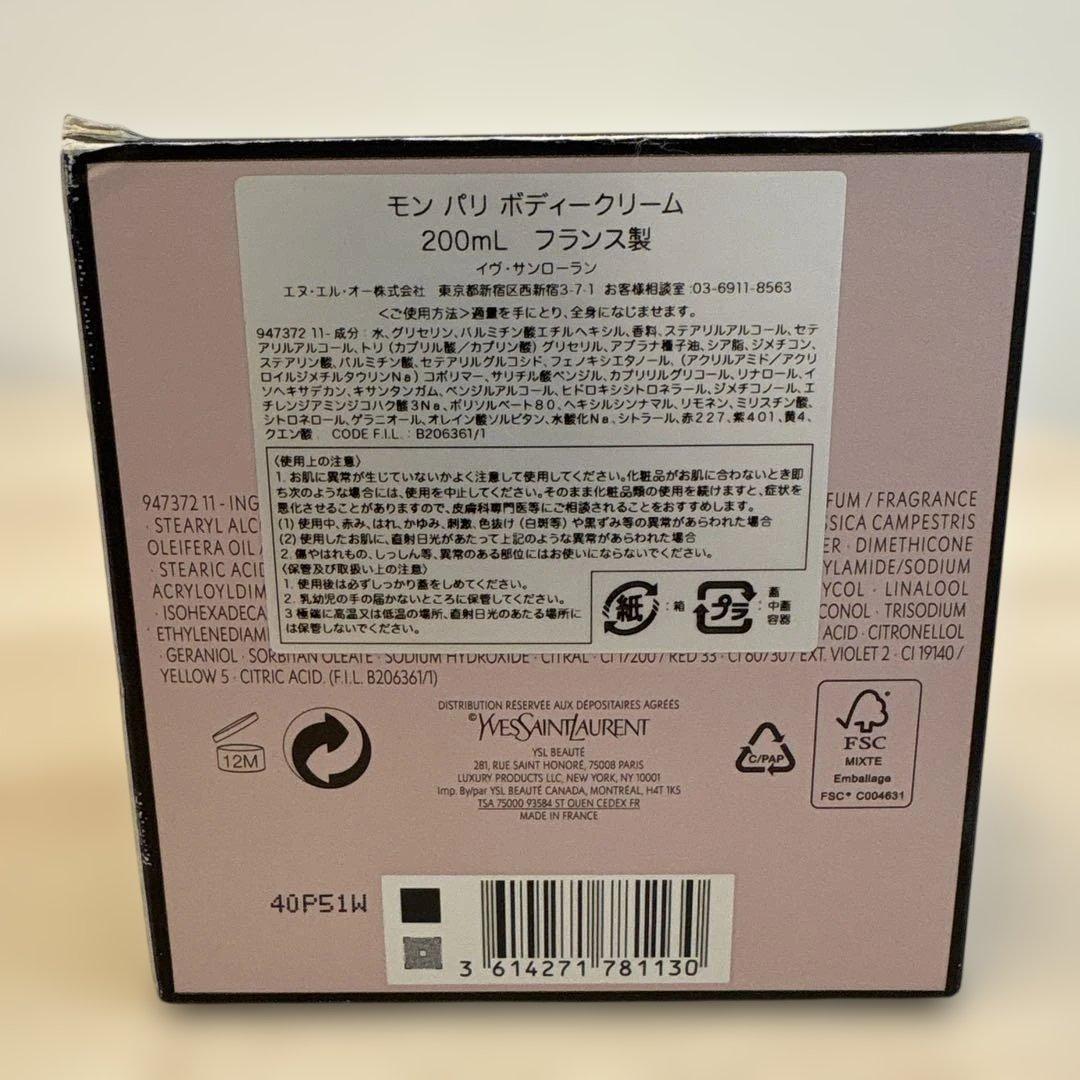 モン パリ ボディークリーム
200mL フランス製
イヴ・サンローラン
エヌ・エル・オー株式会社 東京都新宿区西新宿3-7-1 お客様相談室:03-6911-8563
<ご使用方法>適量を手にとり、全身になじませます。
947372 11- 成分:水、グリセリン、パルミチン酸エチルヘキシル、香料、ステアリルアルコール、セテ
アリルアルコール、トリ(カプリル酸/カプリン酸)グリセリル、アブラナ種子油、シア脂、ジメチコン、
ステアリン酸、パルミチン酸、セテアリルグルコシド、フェノキシエタノール、(アクリルアミド/アクリ
ロイルジメチルタウリンNa)コポリマー、サリチル酸ベンジル、カプリリルグリコール、リナロール、イ
ソヘキサデカン、キサンタンガム、ベンジルアルコール、ヒドロキシシトロネラール、ジメチコノール、エ
チレンジアミンジコハク酸3Na、ポリソルベート80、ヘキシルシンナマル、リモネン、ミリスチン酸、
シトロネロール、ゲラニオール、オレイン酸ソルビタン、水酸化Na、シトラール、赤227、紫401、黄4、
クエン酸 CODE F.I.L. : B206361/1
〈使用上の注意〉
1. お肌に異常が生じていないかよく注意して使用してください。化粧品がお肌に合わないとき即
ち次のような場合には、使用を中止してください。そのまま化粧品類の使用を続けますと、症状を
悪化させることがありますので、皮膚科専門医等にご相談されることをおすすめします。
(1) 使用中、赤み、はれ、かゆみ、刺激、色抜け(白斑等)や黒ずみ等の異常があらわれた場合
(2) 使用したお肌に、直射日光があたって上記のような異常があらわれた場合
2. 傷やはれもの、しっしん等、異常のある部位にはお使いにならないでください。
〈保管及び取扱い上の注意〉
1. 使用後は必ずしっかり蓋をしめてください。
2. 乳幼児の手の届かないところに保管してください。
3 極端に高温又は低温の場所、直射日光のあたる場所に
は保管しないでください。
紙 :箱 プラ :蓋
中蓋
容器
947372 11 - ING FUM / FRAGRANCE
· STEARYL ALC SSICA CAMPESTRIS
OLEIFERA OIL ER · DIMETHICONE
· STEARIC ACID YLAMIDE/SODIUM
ACRYLOYLDIM YCOL · LINALOOL
· ISOHEXADECA CONOL · TRISODIUM
ETHYLENEDIAM ACID · CITRONELLOL
· GERANIOL · SORBITAN OLEATE · SODIUM HYDROXIDE · CITRAL · CI 17200 / RED 33 · CI 60730 / EXT. VIOLET 2 · CI 19140 /
YELLOW 5 · CITRIC ACID. (F.I.L. B206361/1)
DISTRIBUTION RÉSERVÉE AUX DÉPOSITAIRES AGRÉÉS
©YVESSAINTLAURENT
YSL BEAUTÉ
281, RUE SAINT HONORÉ, 75008 PARIS
LUXURY PRODUCTS LLC, NEW YORK, NY 10001
Imp. By/par YSL BEAUTÉ CANADA, MONTRÉAL, H4T 1K5
TSA 75000 93584 ST OUEN CEDEX FR
MADE IN FRANCE
12M
C/PAP
FSC
MIXTE
Emballage
FSC® C004631
40P51W
3 614271 781130